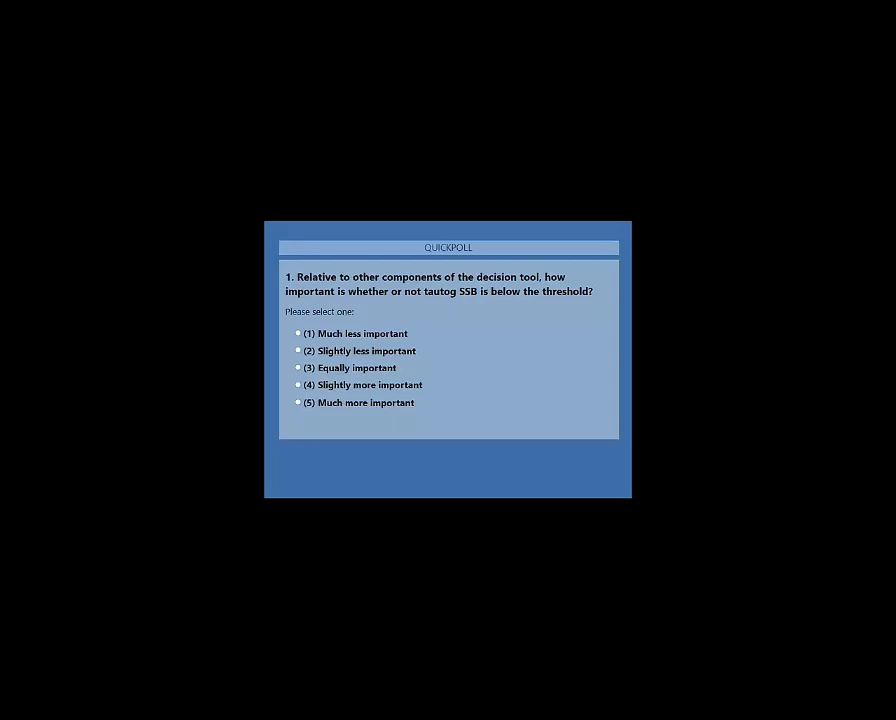 QUICKPOLL
1. Relative to other components of the decision tool, how
important is whether or not tautog SSB is below the threshold?
Please select one:
(1) Much less important
(2) Slightly less important
(3) Equally important
(4) Slightly more important
(5) Much more important